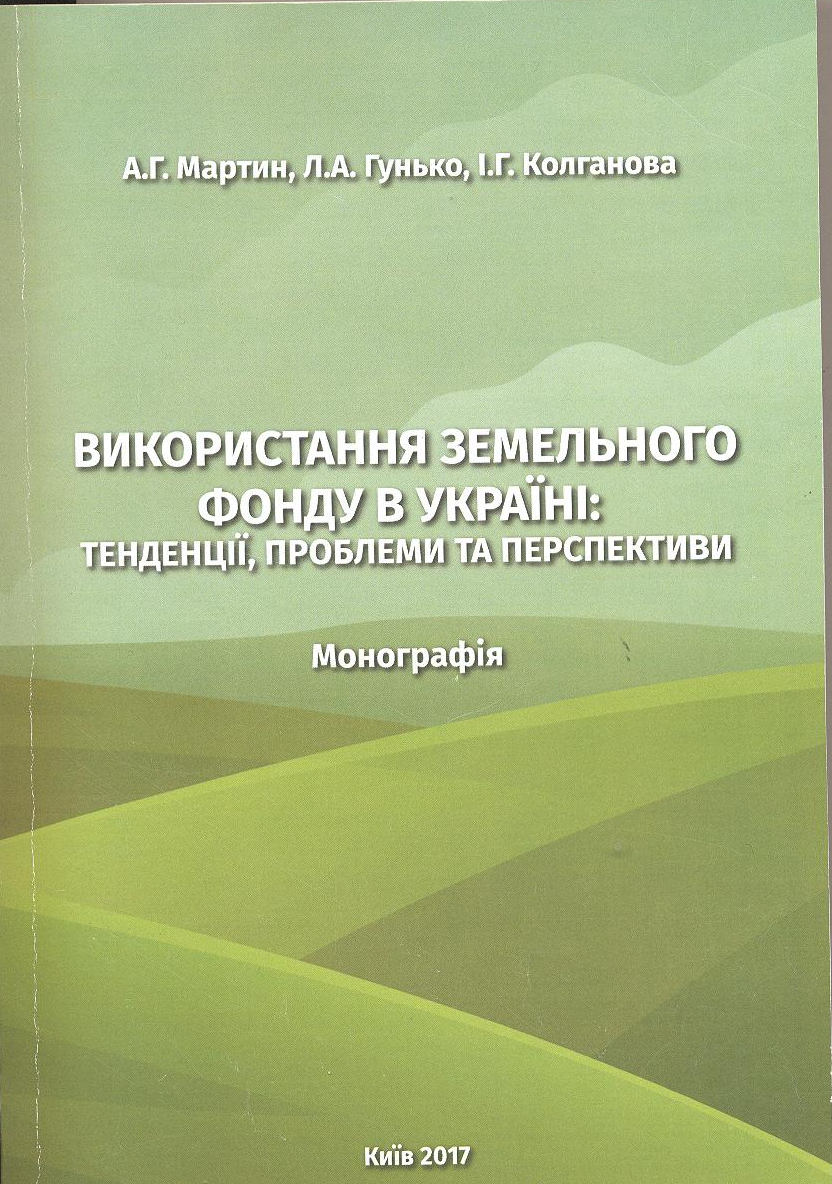 А.Г. Мартин, Л.А. Гунько, І.Г. Колганова
ВИКОРИСТАННЯ ЗЕМЕЛЬНОГО
ФОНДУ В УКРАЇНІ:
ТЕНДЕНЦІЇ, ПРОБЛЕМИ ТА ПЕРСПЕКТИВИ
Монографія
Київ 2017